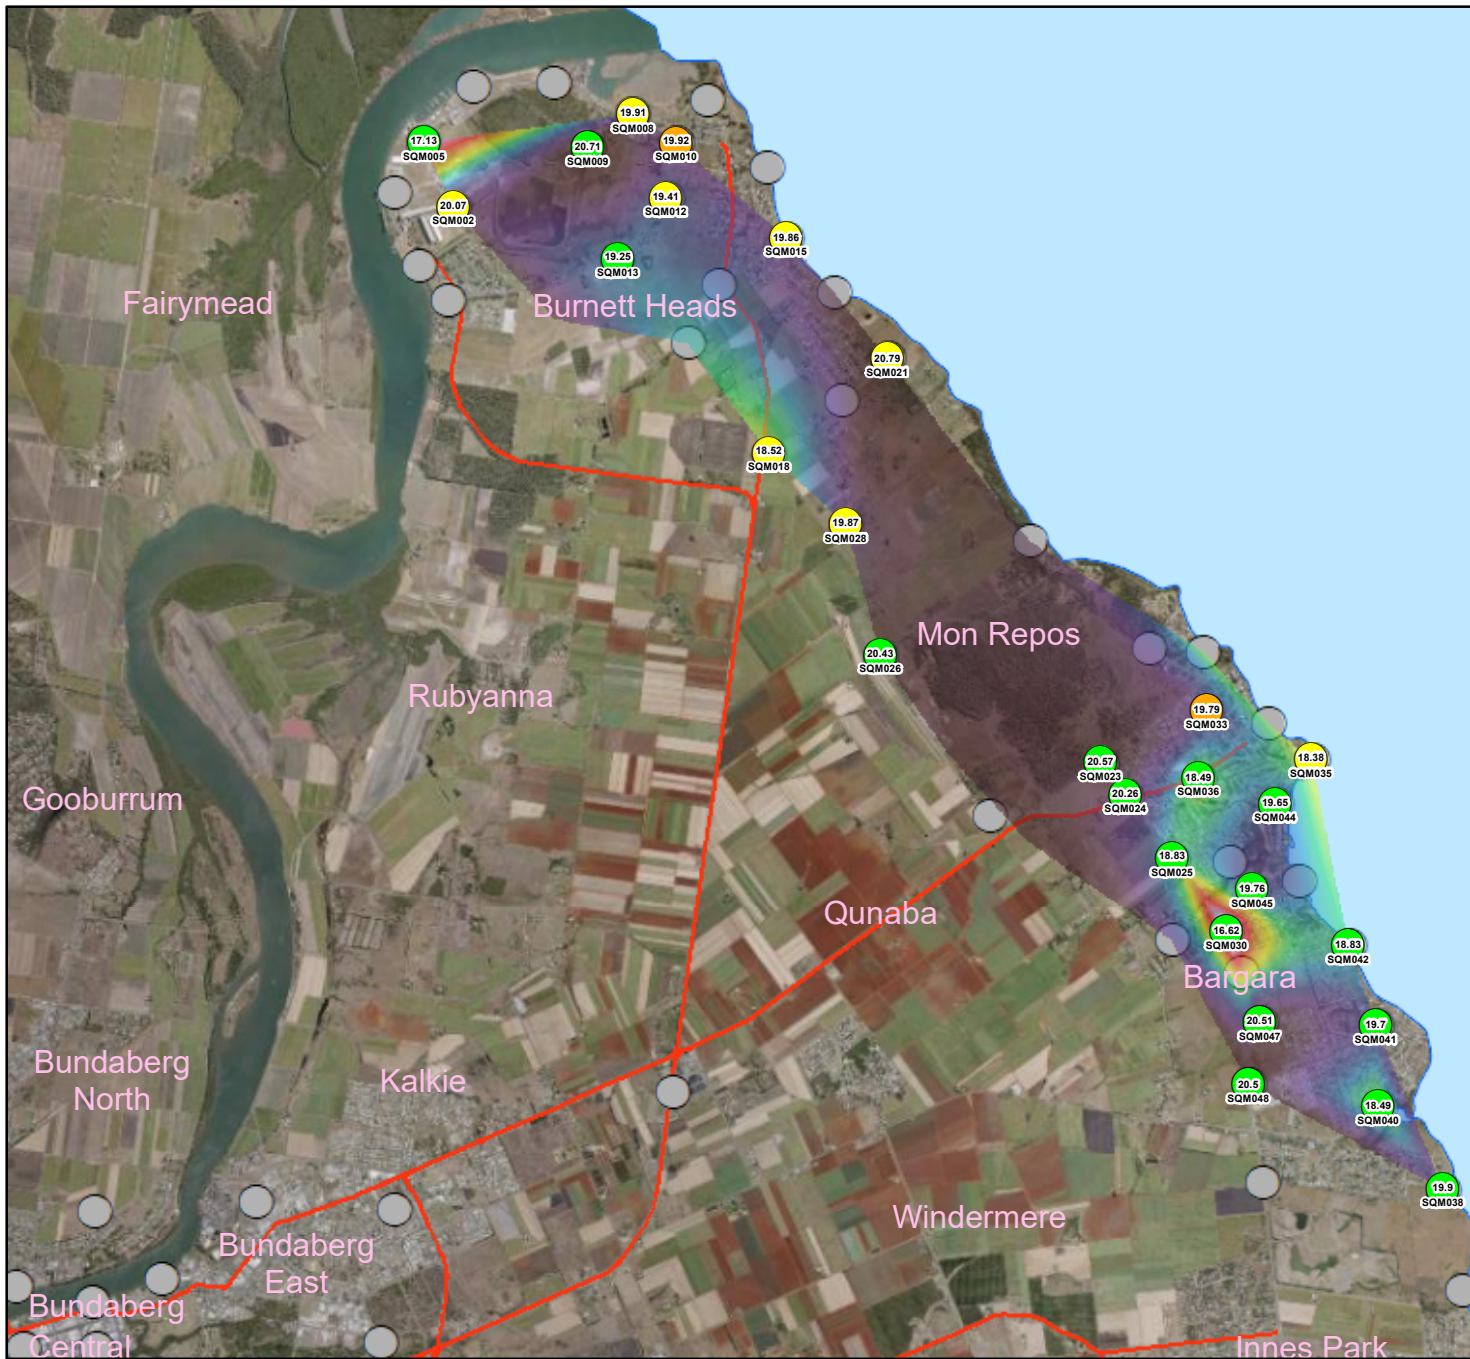 19.91
SQM008
17.13
SQM005
20.71
SQM009
19.92
SQM010
20.07
SQM002
19.41
SQM012
19.86
SQM015
19.25
SQM013
Fairymead
Burnett Heads
20.79
SQM021
18.52
SQM018
19.87
SQM028
Mon Repos
20.43
SQM026
Rubyanna
19.79
SQM033
20.57
SQM023
18.49
SQM036
18.38
SQM035
20.26
SQM024
19.65
SQM044
Gooburrum
18.83
SQM025
19.76
SQM045
Qunaba
16.62
SQM030
18.83
SQM042
Bargara
20.51
SQM047
19.7
SQM041
Bundaberg
North
Kalkie
20.5
SQM048
18.49
SQM040
19.9
SQM038
Windermere
Bundaberg
East
Bundaberg
Central
Innes Park